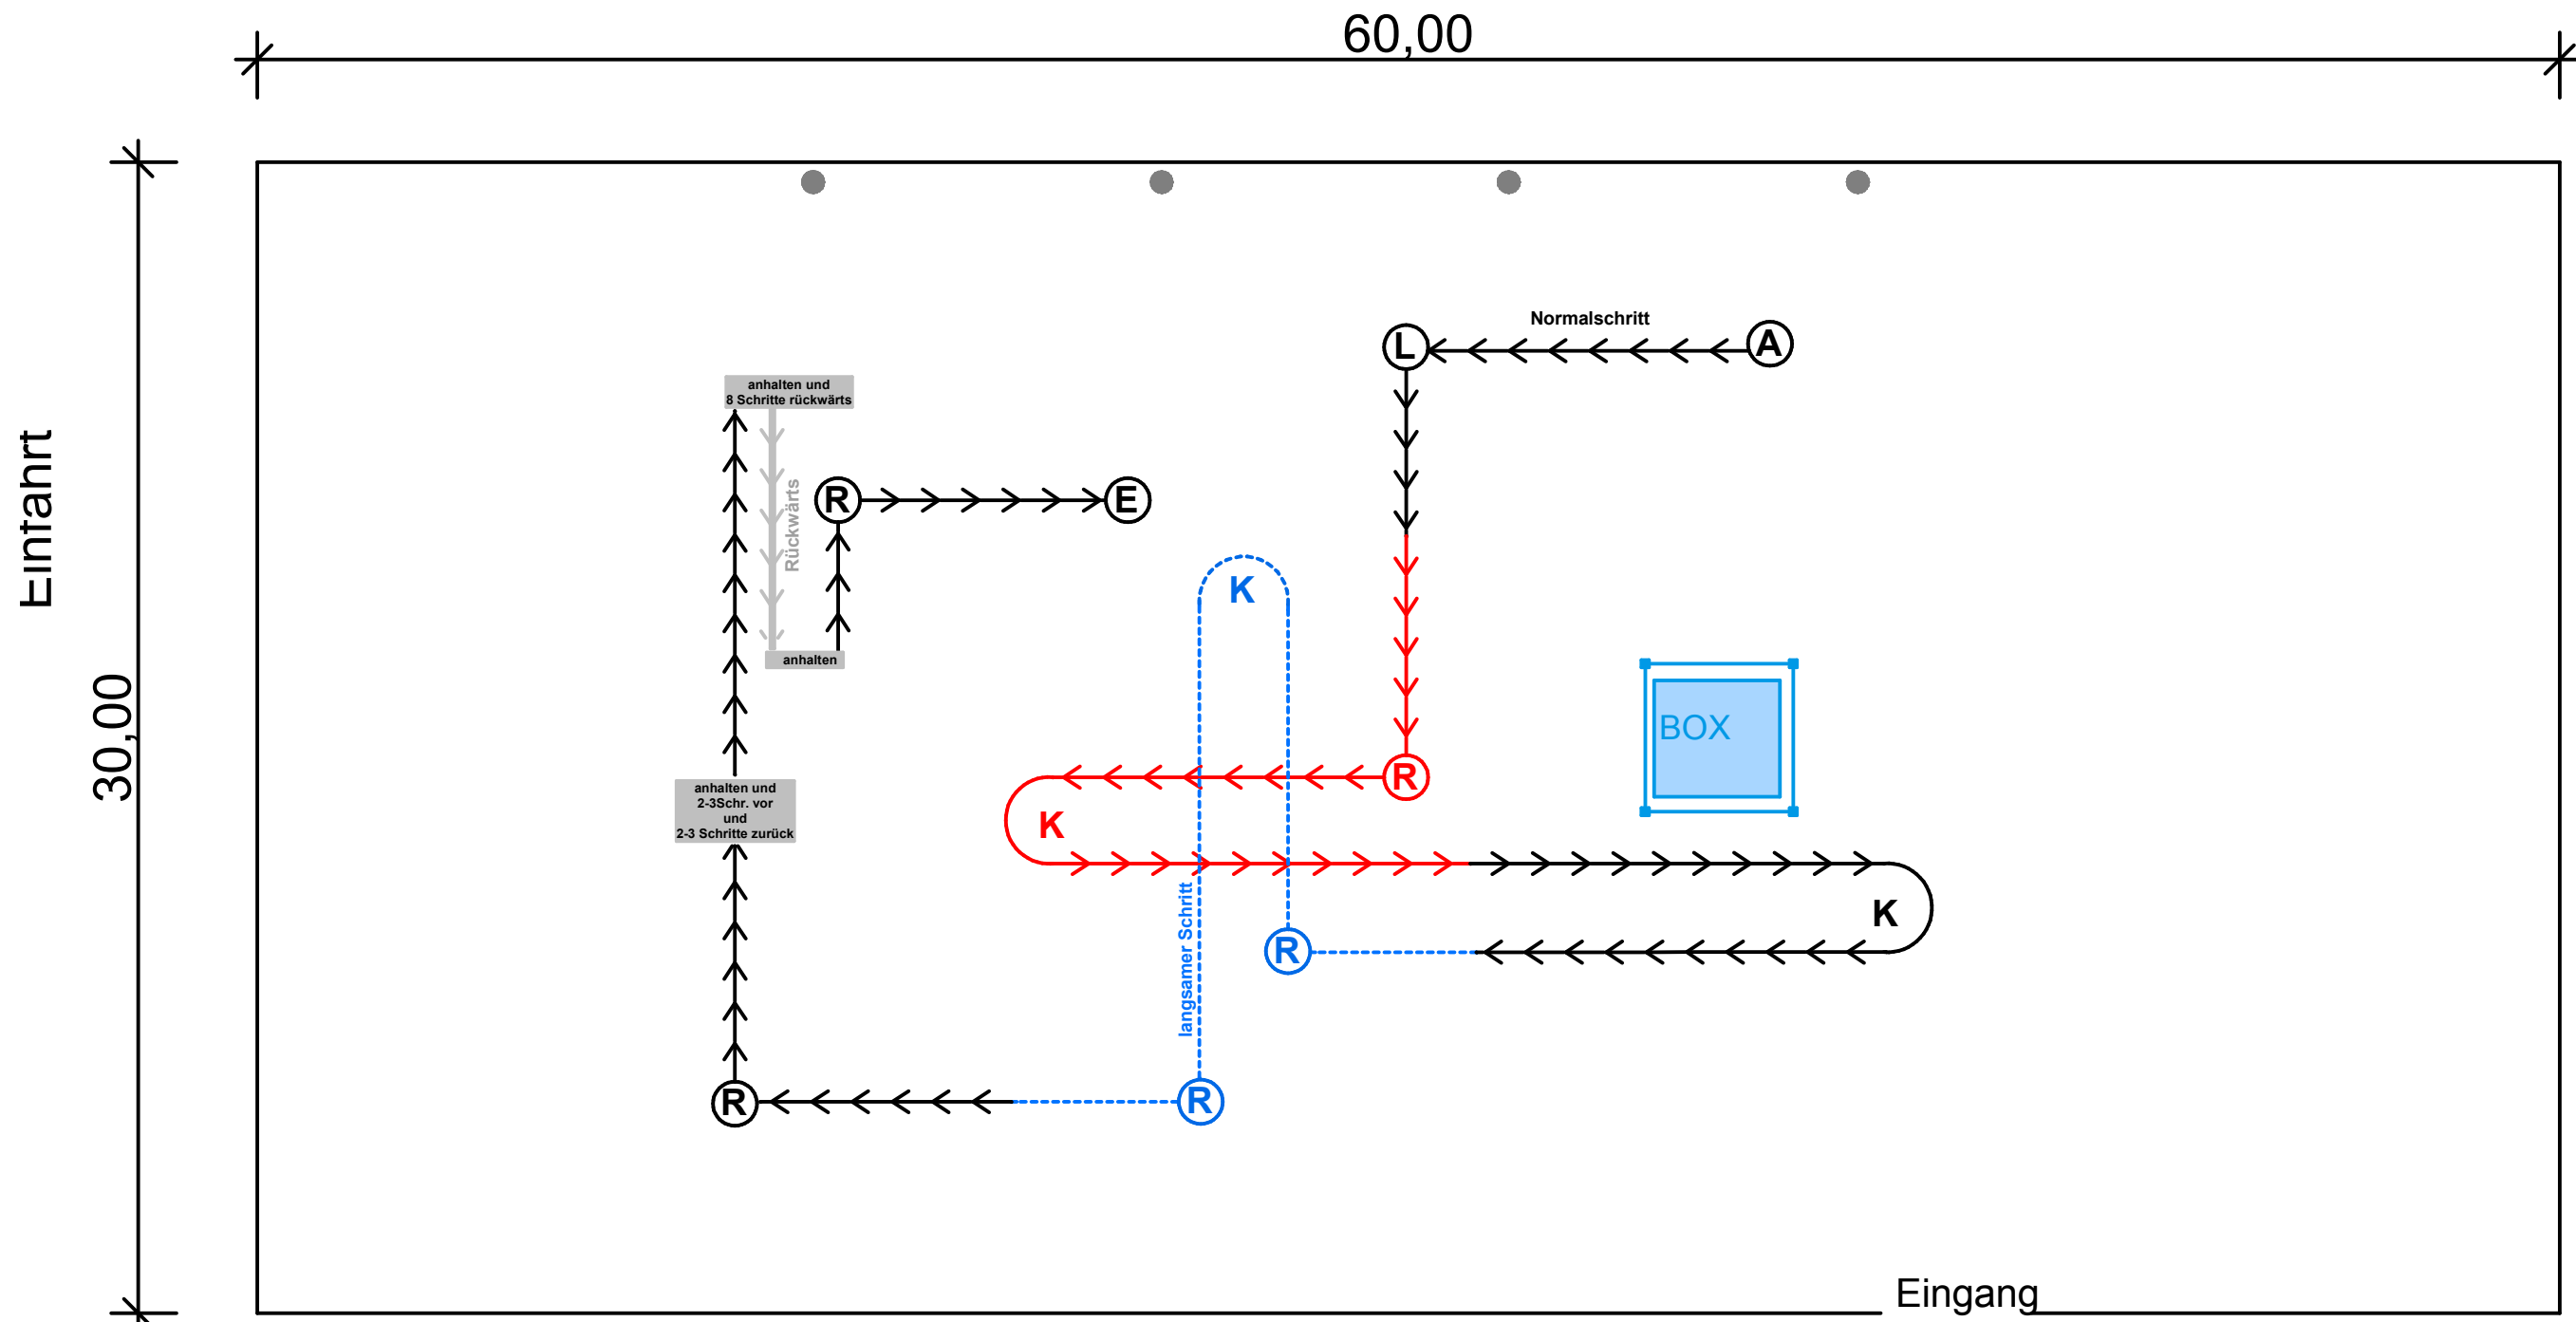 60,00
Einfahrt
30,00
Normalschritt
L
A
anhalten und
8 Schritte rückwärts
Rückwärts
R
E
K
anhalten
BOX
R
anhalten und
2-3Schr. vor
und
2-3 Schritte zurück
K
K
langsamer Schritt
R
R
R
Eingang